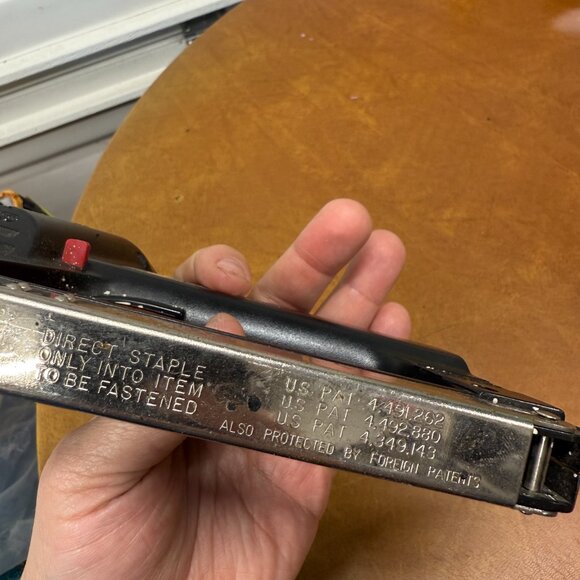 DIRECT STAPLE
ONLY INTO ITEM
TO BE FASTENED
US PAT 4,491,262
US PAT 4,492,880
US PAT 4,349,143
ALSO PROTECTED BY FOREIGN PATENTS